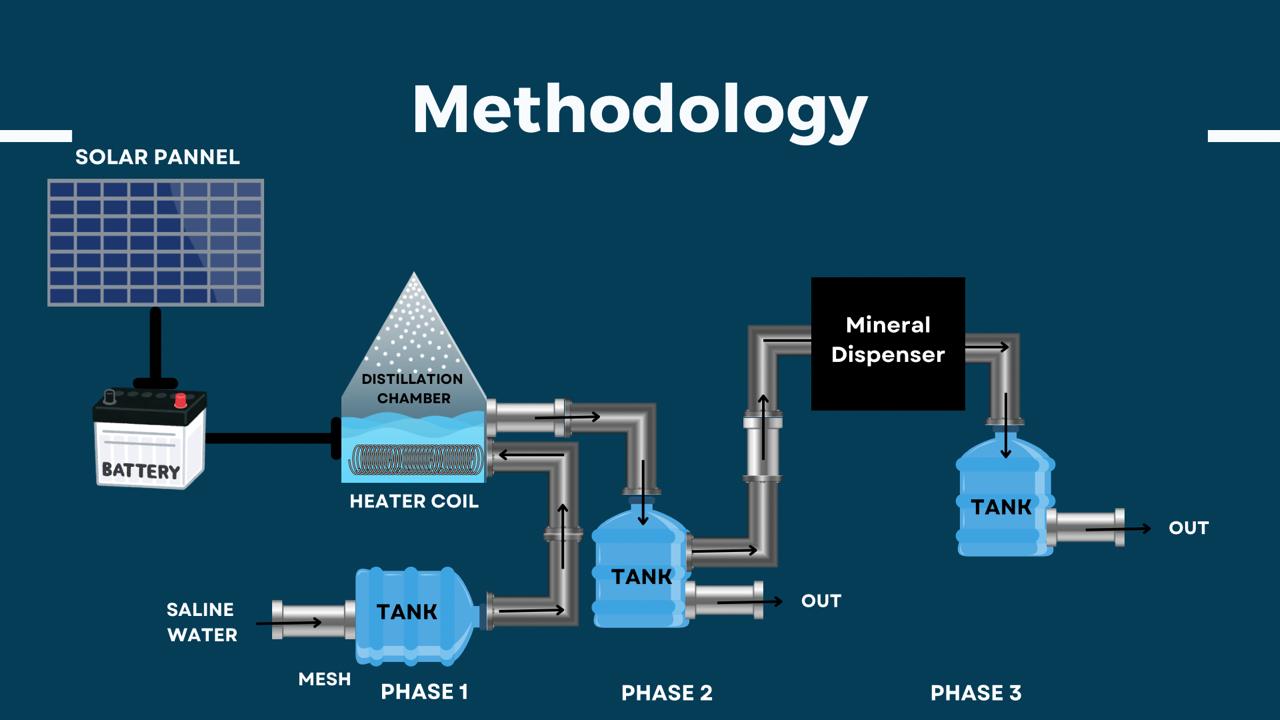 Methodology
SOLAR PANNEL
BATTERY
DISTILLATION
CHAMBER
HEATER COIL
Mineral
Dispenser
TANK
OUT
TANK
OUT
SALINE
WATER
TANK
MESH
PHASE 1
PHASE 2
PHASE 3